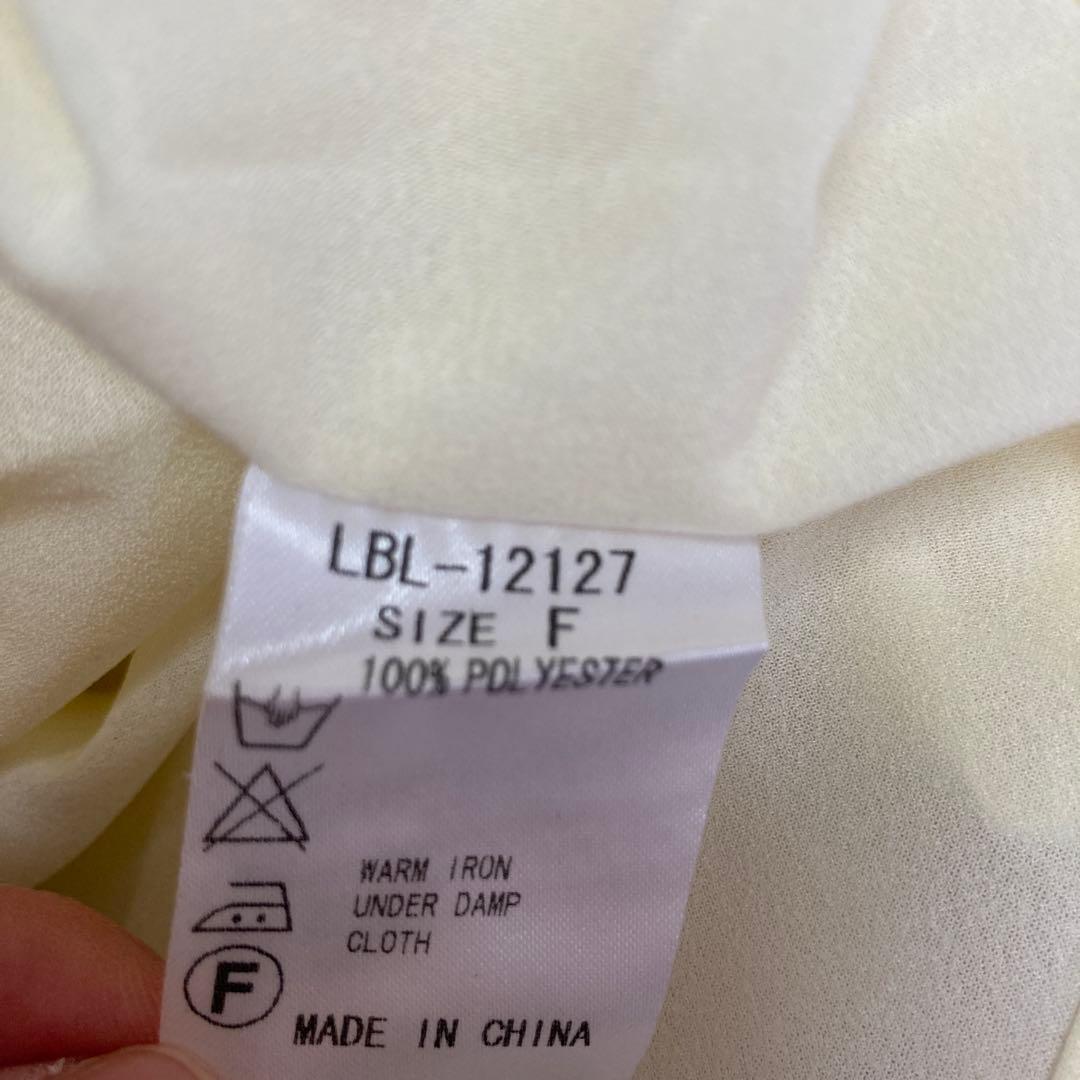 LBL-12127
SIZE F
100% POLYESTER
WARM IRON
UNDER DAMP
CLOTH
F
MADE IN CHINA